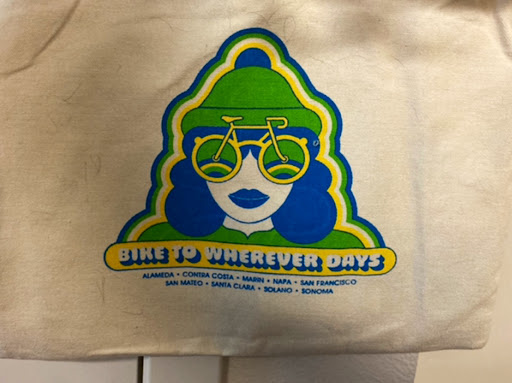 BIKE TO WHEREVER DAYS
ALAMEDA • CONTRA COSTA • MARIN • NAPA • SAN FRANCISCO
SAN MATEO • SANTA CLARA • SOLANO • SONOMA